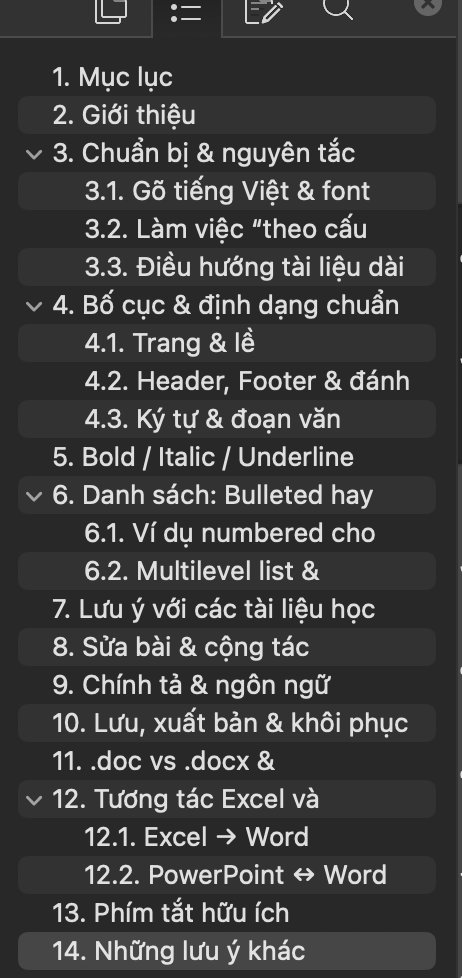 1. Mục lục
2. Giới thiệu
3. Chuẩn bị & nguyên tắc
3.1. Gõ tiếng Việt & font
3.2. Làm việc “theo cấu
3.3. Điều hướng tài liệu dài
4. Bố cục & định dạng chuẩn
4.1. Trang & lề
4.2. Header, Footer & đánh
4.3. Ký tự & đoạn văn
5. Bold / Italic / Underline
6. Danh sách: Bulleted hay
6.1. Ví dụ numbered cho
6.2. Multilevel list &
7. Lưu ý với các tài liệu học
8. Sửa bài & cộng tác
9. Chính tả & ngôn ngữ
10. Lưu, xuất bản & khôi phục
11. .doc vs .docx &
12. Tương tác Excel và
12.1. Excel → Word
12.2. PowerPoint ↔ Word
13. Phím tắt hữu ích
14. Những lưu ý khác